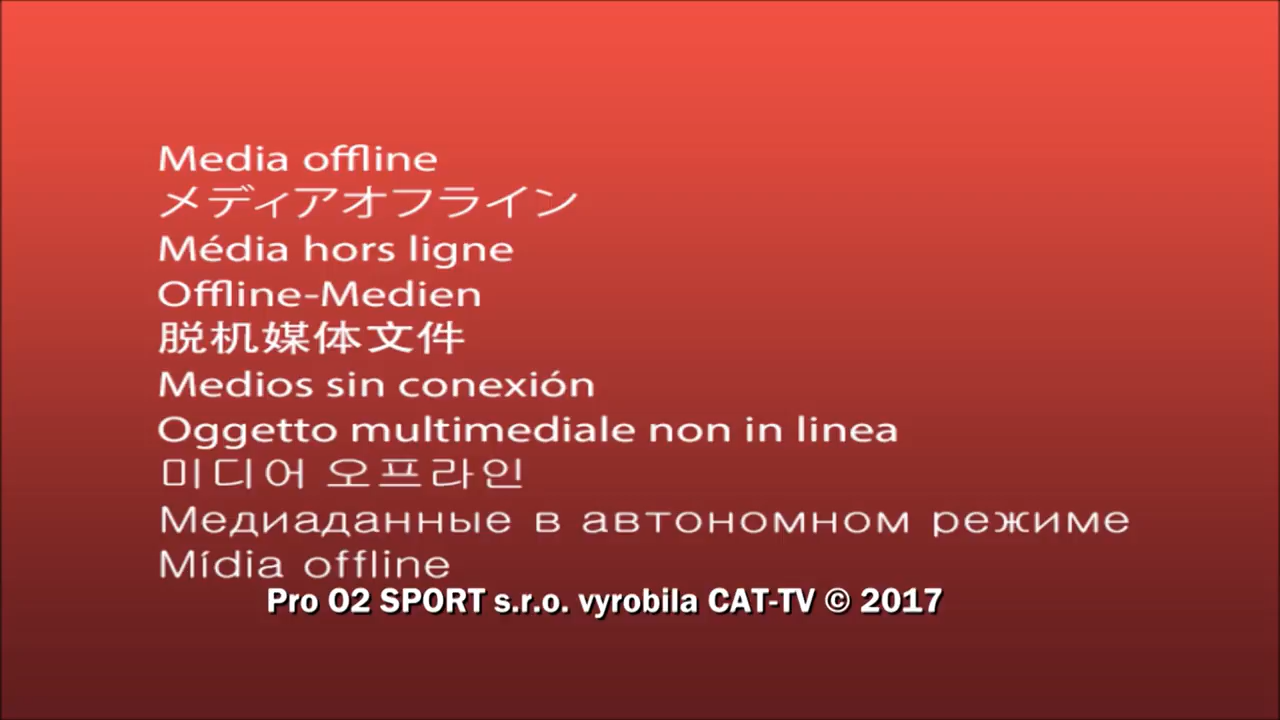 Media offline
メディアオフライン
Média hors ligne
Offline-Medien
脱机媒体文件
Medios sin conexión
Oggetto multimediale non in linea
미디어 오프라인
Медиаданные в автономном режиме
Mídia offline
Pro O2 SPORT s.r.o. vyrobila CAT-TV © 2017